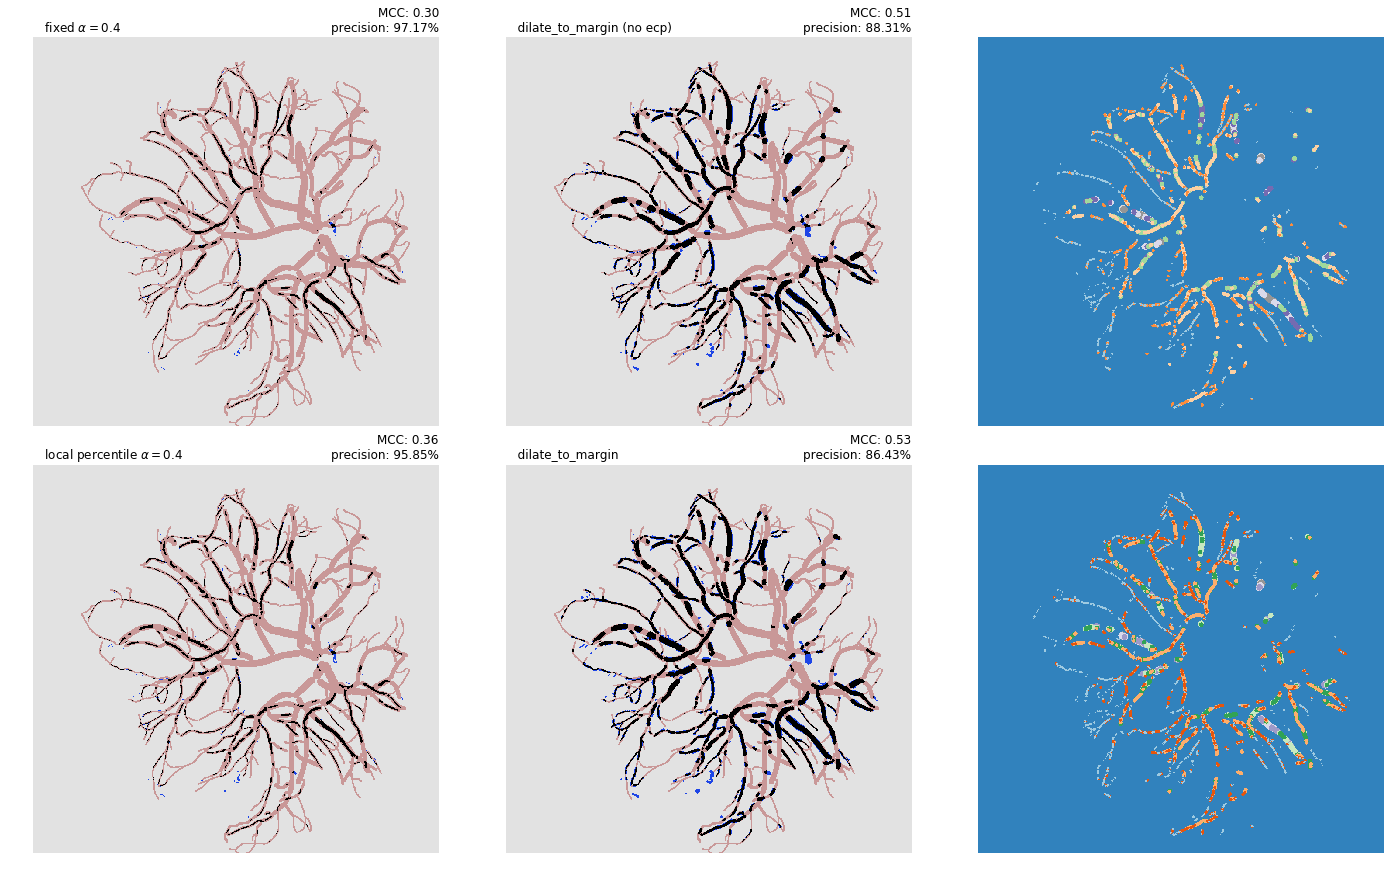 MCC: 0.30
fixed α = 0.4 precision: 97.17%
MCC: 0.51
dilate_to_margin (no ecp) precision: 88.31%
MCC: 0.36
local percentile α = 0.4 precision: 95.85%
MCC: 0.53
dilate_to_margin precision: 86.43%